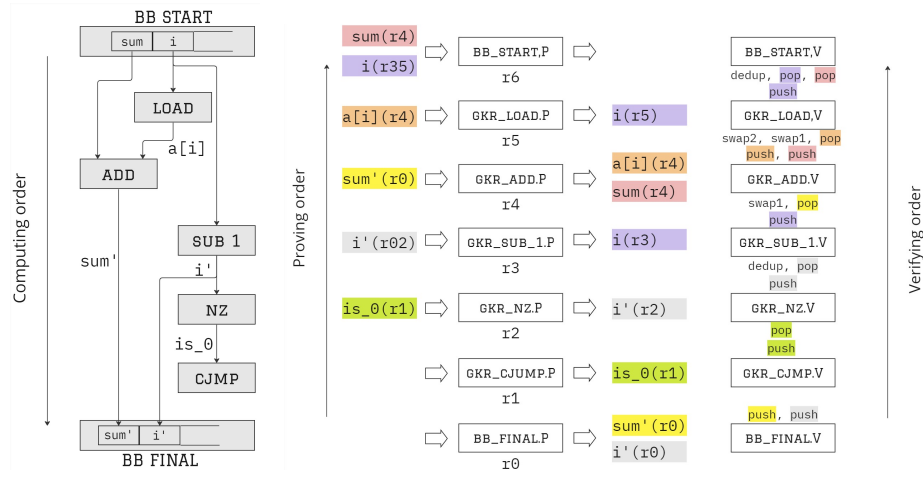 BB START
sum i
LOAD
a[i]
ADD
SUB 1
sum'
i'
NZ
is_0
CJMP
sum' i'
BB FINAL
Computing order
Proving order
sum(r4)
i(r35)
BB_START,P
r6
a[i](r4)
GKR_LOAD.P
i(r5)
r5
sum'(r0)
GKR_ADD.P
a[i](r4)
sum(r4)
r4
i'(r02)
GKR_SUB_1.P
i(r3)
r3
is_0(r1)
GKR_NZ.P
i'(r2)
r2
GKR_CJUMP.P
is_0(r1)
r1
BB_FINAL.P
sum'(r0)
i'(r0)
r0
BB_START,V
dedup, pop, pop
push
GKR_LOAD,V
swap2, swap1, pop
push, push
GKR_ADD.V
swap1, pop
push
GKR_SUB_1.V
dedup, pop
push
GKR_NZ.V
pop
push
GKR_CJMP.V
push, push
BB_FINAL.V
Verifying order